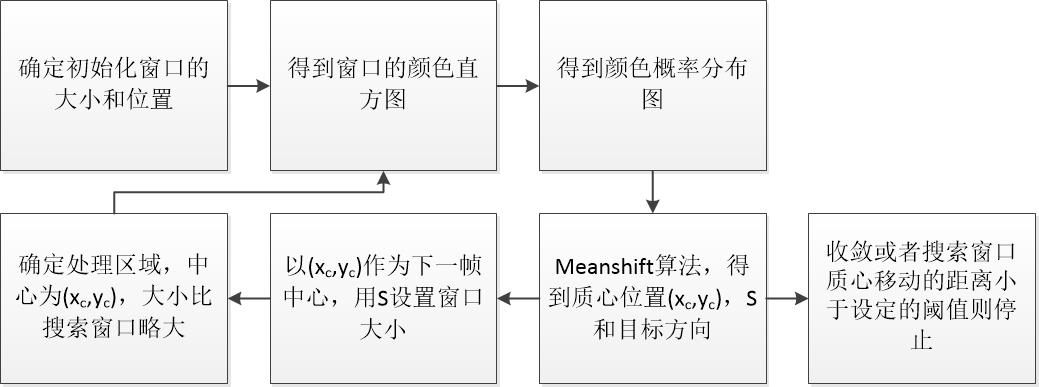 确定初始化窗口的
大小和位置
得到窗口的颜色直
方图
得到颜色概率分布
图
确定处理区域，中
心为(xc,yc)，大小比
搜索窗口略大
以(xc,yc)作为下一帧
中心，用S设置窗口
大小
Meanshift算法，得
到质心位置(xc,yc)，S
和目标方向
收敛或者搜索窗口
质心移动的距离小
于设定的阈值则停
止